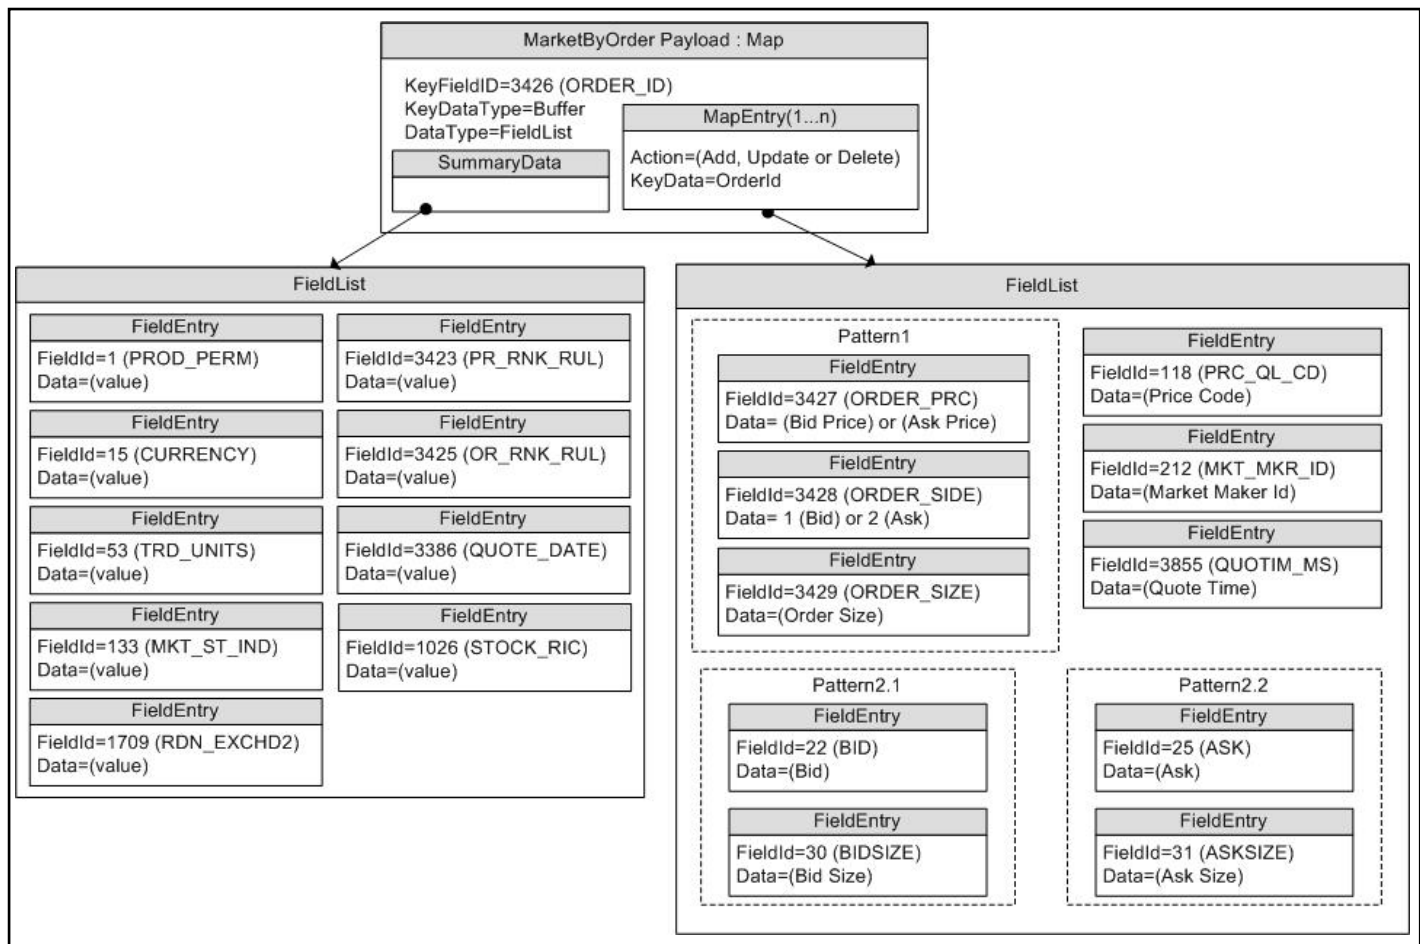 MarketByOrder Payload : Map
KeyFieldID=3426 (ORDER_ID)
KeyDataType=Buffer
DataType=FieldList
SummaryData
MapEntry(1...n)
Action=(Add, Update or Delete)
KeyData=OrderId
FieldList
FieldEntry
FieldId=1 (PROD_PERM)
Data=(value)
FieldEntry
FieldId=3423 (PR_RNK_RUL)
Data=(value)
FieldEntry
FieldId=15 (CURRENCY)
Data=(value)
FieldEntry
FieldId=3425 (OR_RNK_RUL)
Data=(value)
FieldEntry
FieldId=53 (TRD_UNITS)
Data=(value)
FieldEntry
FieldId=3386 (QUOTE_DATE)
Data=(value)
FieldEntry
FieldId=133 (MKT_ST_IND)
Data=(value)
FieldEntry
FieldId=1026 (STOCK_RIC)
Data=(value)
FieldEntry
FieldId=1709 (RDN_EXCHD2)
Data=(value)
FieldList
Pattern1
FieldEntry
FieldId=3427 (ORDER_PRC)
Data= (Bid Price) or (Ask Price)
FieldEntry
FieldId=3428 (ORDER_SIDE)
Data= 1 (Bid) or 2 (Ask)
FieldEntry
FieldId=3429 (ORDER_SIZE)
Data=(Order Size)
FieldEntry
FieldId=118 (PRC_QL_CD)
Data=(Price Code)
FieldEntry
FieldId=212 (MKT_MKR_ID)
Data=(Market Maker Id)
FieldEntry
FieldId=3855 (QUOTIM_MS)
Data=(Quote Time)
Pattern2.1
FieldEntry
FieldId=22 (BID)
Data=(Bid)
FieldEntry
FieldId=30 (BIDSIZE)
Data=(Bid Size)
Pattern2.2
FieldEntry
FieldId=25 (ASK)
Data=(Ask)
FieldEntry
FieldId=31 (ASKSIZE)
Data=(Ask Size)